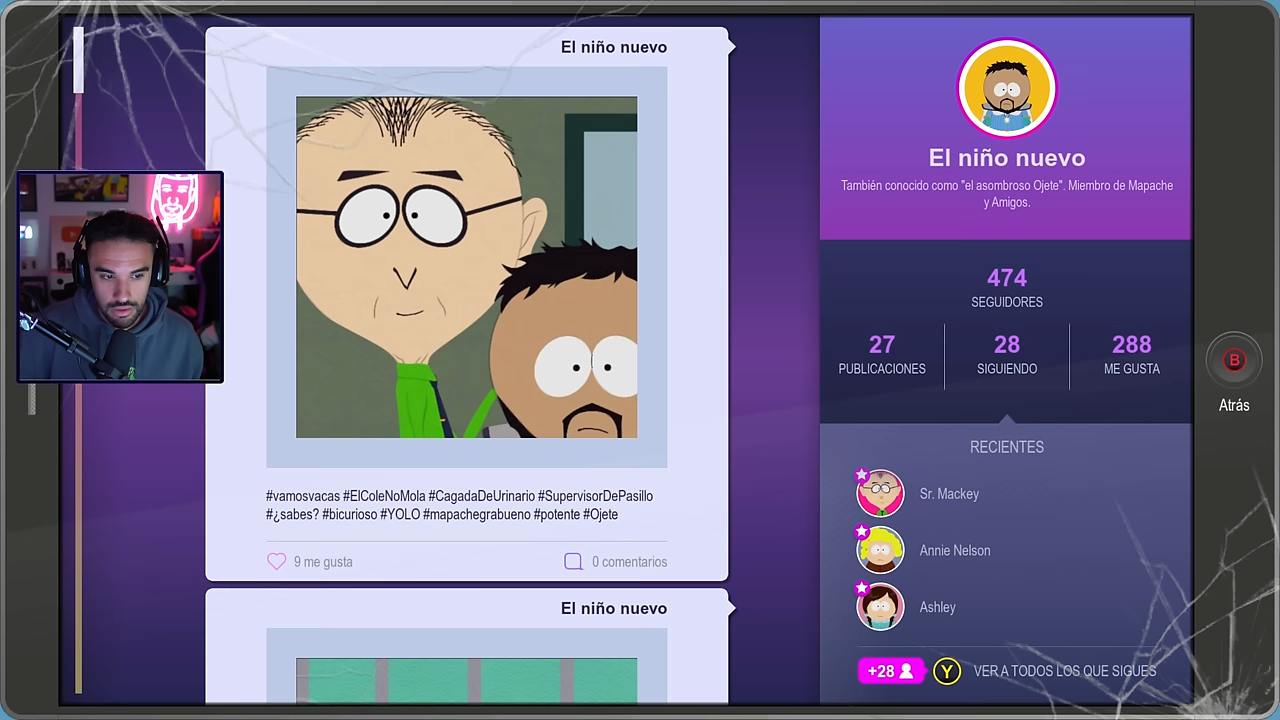 El niño nuevo
#vamosvacas #ElColeNoMola #CagadaDeUrinario #SupervisorDePasillo
#¿sabes? #bicurioso #YOLO #mapachegrabueno #potente #Ojete
9 me gusta
0 comentarios
El niño nuevo
El niño nuevo
También conocido como "el asombroso Ojete". Miembro de Mapache
y Amigos.
474
SEGUIDORES
27
PUBLICACIONES
28
SIGUIENDO
288
ME GUSTA
RECIENTES
Sr. Mackey
Annie Nelson
Ashley
+28
Y
VER A TODOS LOS QUE SIGUES
B
Atrás